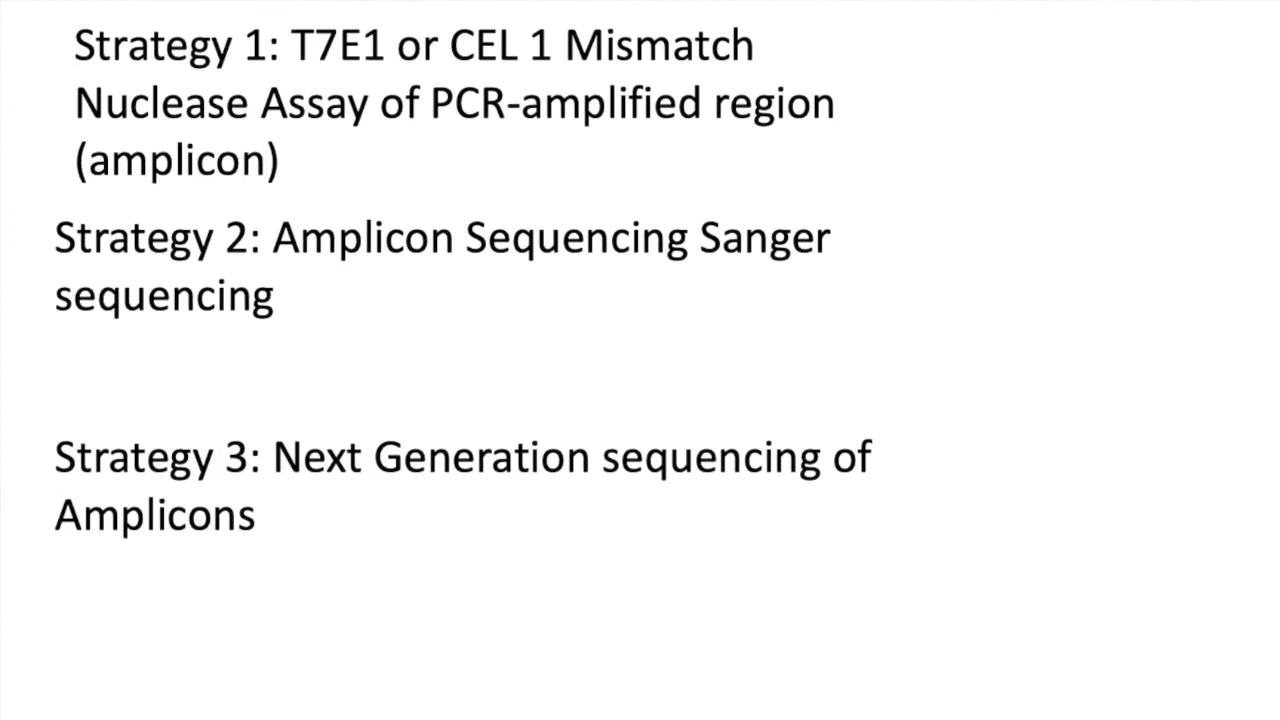 Strategy 1: T7E1 or CEL 1 Mismatch
Nuclease Assay of PCR-amplified region
(amplicon)
Strategy 2: Amplicon Sequencing Sanger
sequencing
Strategy 3: Next Generation sequencing of
Amplicons